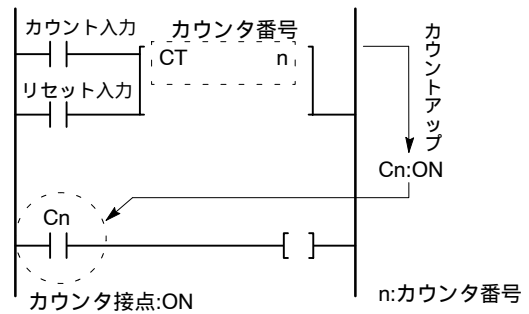 カウント入力
カウンタ番号
CT n
リセット入力
カウントアップ
Cn:ON
Cn
カウンタ接点:ON
n:カウンタ番号